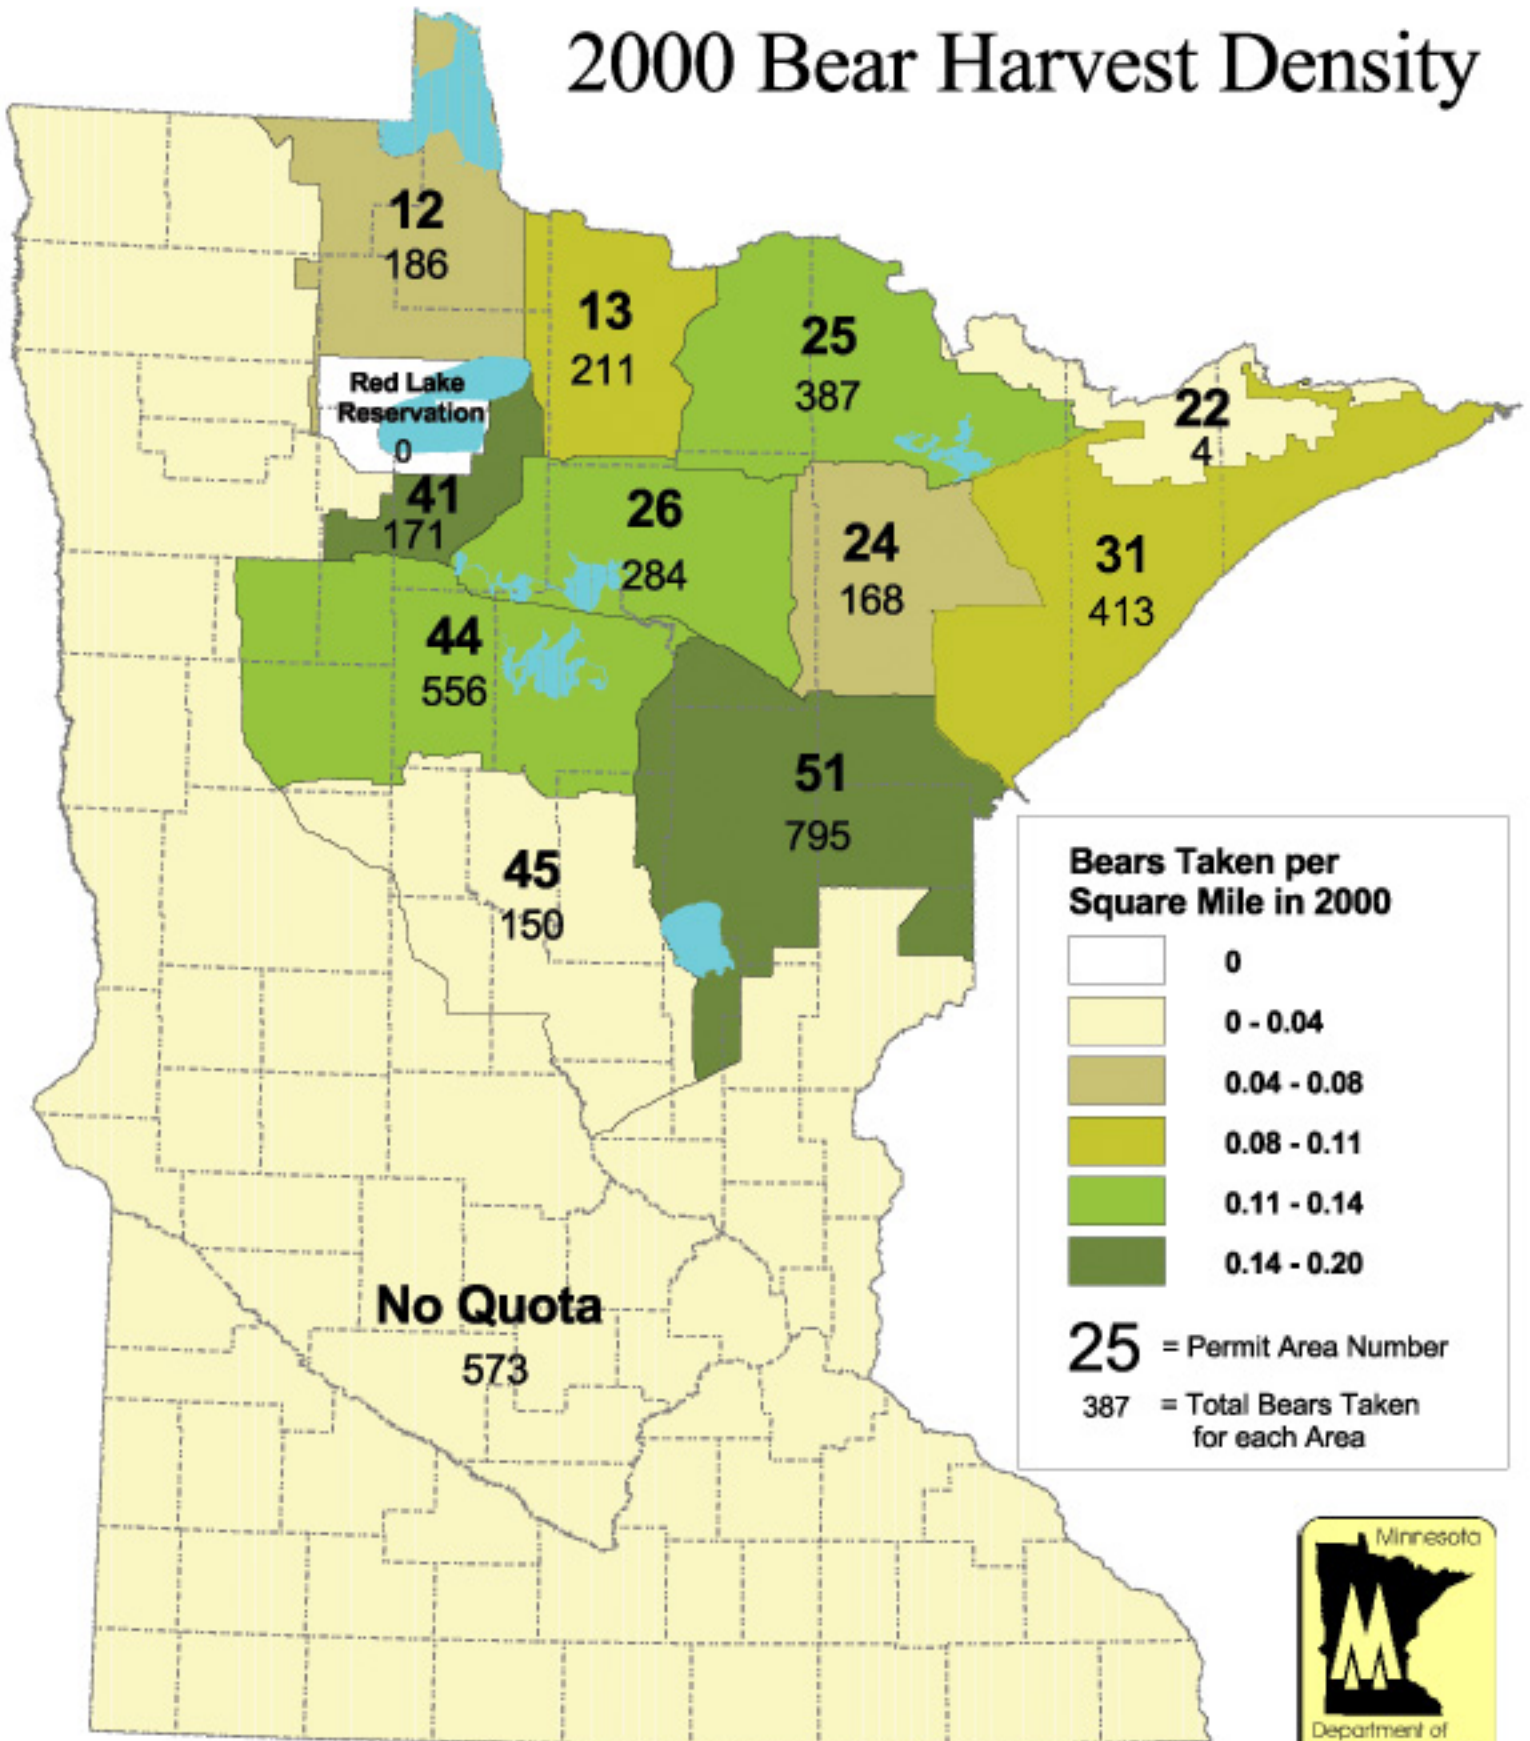 2000 Bear Harvest Density
12
186
13
211
25
387
Red Lake
Reservation
0
22
4
41
171
26
284
24
168
31
413
44
556
51
795
45
150
No Quota
573
Bears Taken per
Square Mile in 2000
0
0 - 0.04
0.04 - 0.08
0.08 - 0.11
0.11 - 0.14
0.14 - 0.20
25 = Permit Area Number
387 = Total Bears Taken
for each Area
Minnesota
Department of